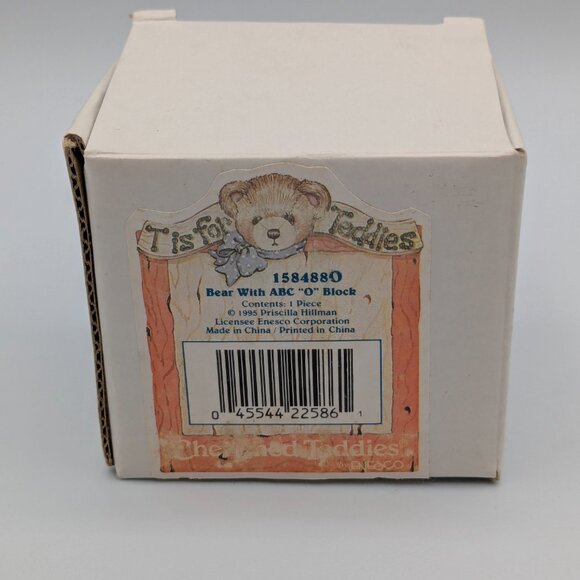 T is for Teddies
158488O
Bear With ABC "O" Block
Contents: 1 Piece
© 1995 Priscilla Hillman
Licensee Enesco Corporation
Made in China / Printed in China
0 45544 22586 1
Cherished Teddies
by ENESCO